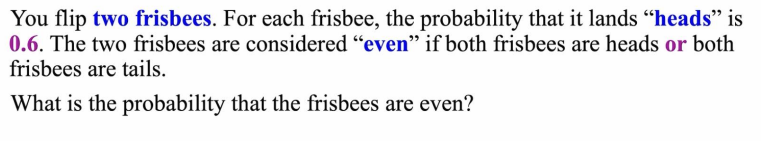 You flip two frisbees. For each frisbee, the probability that it lands “heads” is
0.6. The two frisbees are considered “even” if both frisbees are heads or both
frisbees are tails.
What is the probability that the frisbees are even?